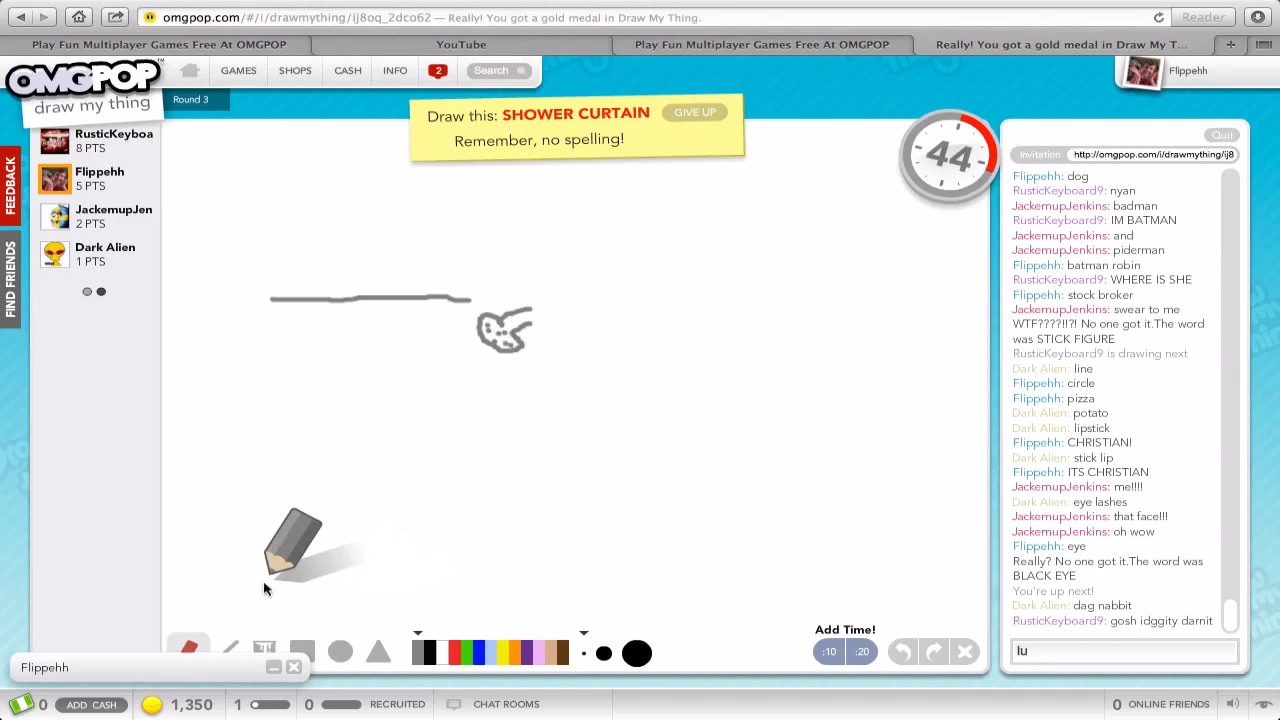 omgpop.com/#/i/drawmything/ij8oq_2dco62 — Really! You got a gold medal in Draw My Thing.
Reader
Play Fun Multiplayer Games Free At OMGPOP
YouTube
Play Fun Multiplayer Games Free At OMGPOP
Really! You got a gold medal in Draw My T...
OMGPOP
draw my thing
GAMES
SHOPS
CASH
INFO
2
Search
Flippehh
Round 3
Draw this: SHOWER CURTAIN
GIVE UP
Remember, no spelling!
44
FEEDBACK
FIND FRIENDS
RusticKeyboa
8 PTS
Flippehh
5 PTS
JackemupJen
2 PTS
Dark Alien
1 PTS
Quit
Invitation http://omgpop.com/i/drawmything/ij8
Flippehh: dog
RusticKeyboard9: nyan
JackemupJenkins: badman
RusticKeyboard9: IM BATMAN
JackemupJenkins: and
JackemupJenkins: piderman
Flippehh: batman robin
RusticKeyboard9: WHERE IS SHE
Flippehh: stock broker
JackemupJenkins: swear to me
WTF????!!?! No one got it.The word
was STICK FIGURE
RusticKeyboard9 is drawing next
Dark Alien: line
Flippehh: circle
Flippehh: pizza
Dark Alien: potato
Dark Alien: lipstick
Flippehh: CHRISTIAN!
Dark Alien: stick lip
Flippehh: ITS CHRISTIAN
JackemupJenkins: me!!!!
Dark Alien: eye lashes
JackemupJenkins: that face!!!
JackemupJenkins: oh wow
Flippehh: eye
Really? No one got it.The word was
BLACK EYE
You're up next!
Dark Alien: dag nabbit
RusticKeyboard9: gosh idggity darnit
lu
Add Time!
:10
:20
Flippehh
0
ADD CASH
1,350
1
0
RECRUITED
CHAT ROOMS
0 ONLINE FRIENDS